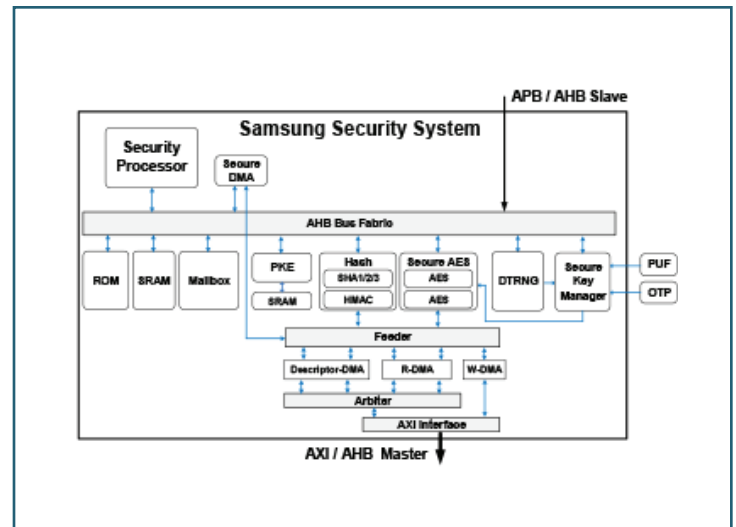 APB / AHB Slave
Samsung Security System
Security
Processor
Secure
DMA
AHB Bus Fabric
ROM
SRAM
Mailbox
PKE
SRAM
Hash
SHA1/2/3
HMAC
Secure AES
AES
AES
DTRNG
Secure
Key
Manager
PUF
OTP
Feeder
Descriptor-DMA
R-DMA
W-DMA
Arbiter
AXI Interface
AXI / AHB Master